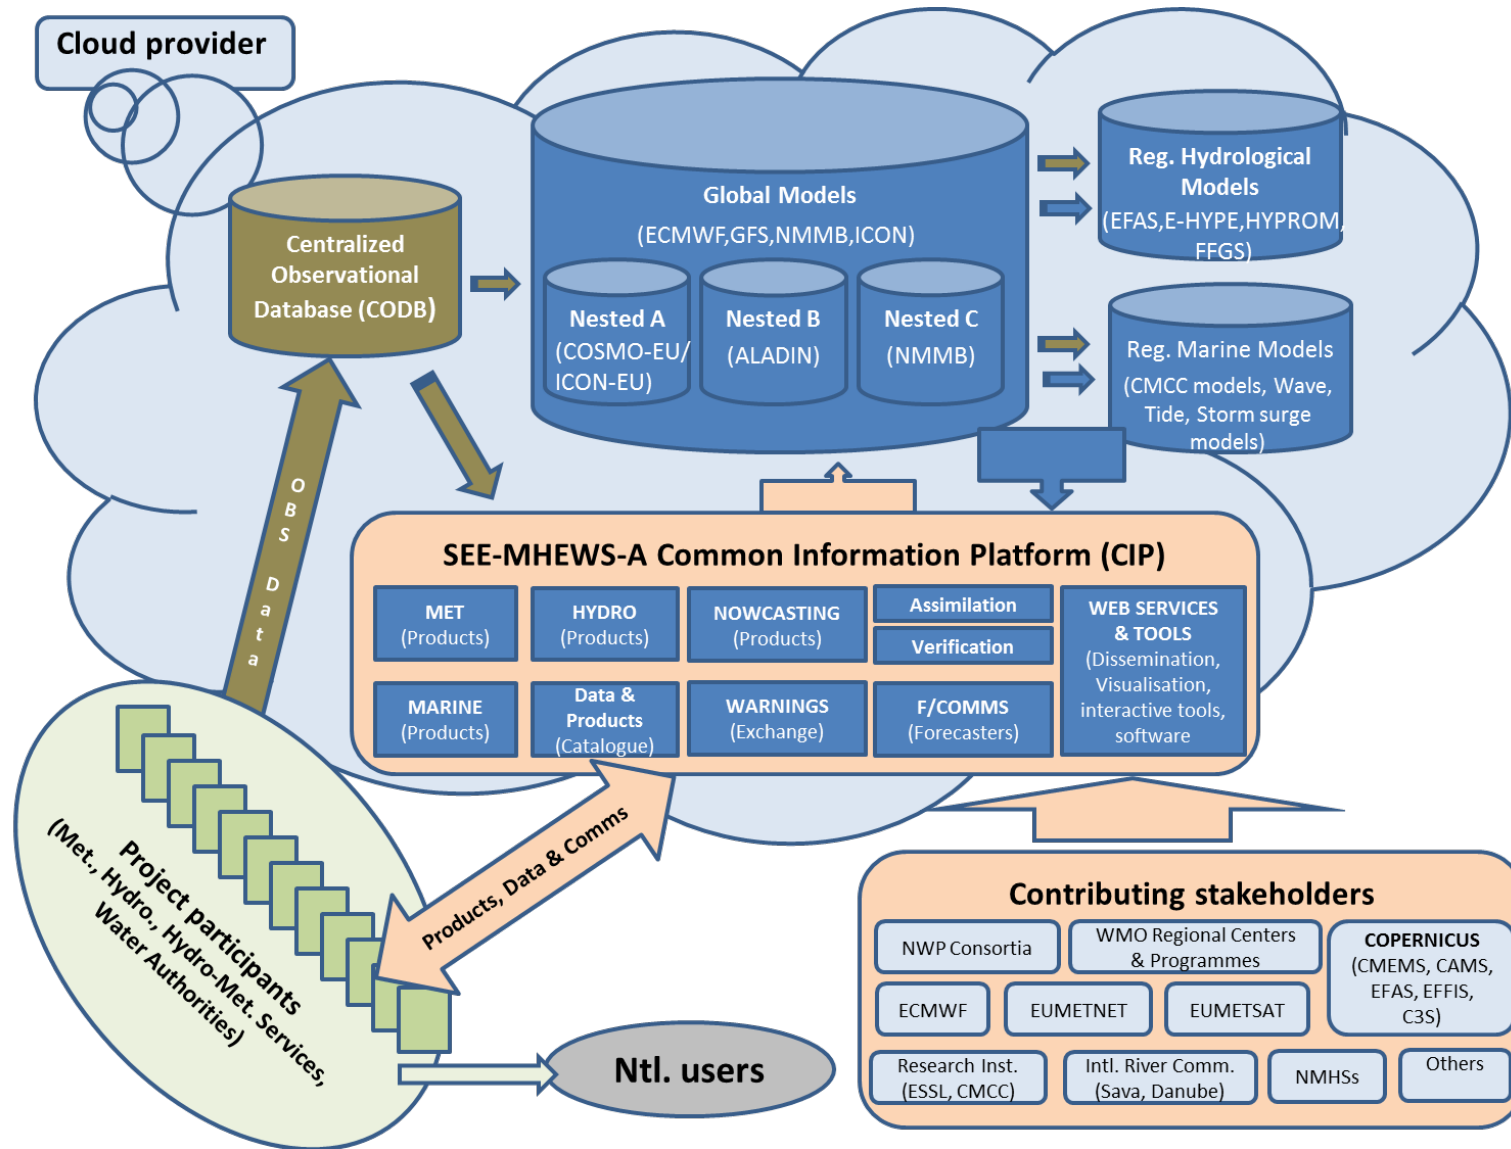 Cloud provider
Centralized
Observational
Database (CODB)
Global Models
(ECMWF,GFS,NMMB,ICON)
Nested A
(COSMO-EU/
ICON-EU)
Nested B
(ALADIN)
Nested C
(NMMB)
Reg. Hydrological
Models
(EFAS,E-HYPE,HYPROM,
FFGS)
Reg. Marine Models
(CMCC models, Wave,
Tide, Storm surge
models)
OBS Data
SEE-MHEWS-A Common Information Platform (CIP)
MET
(Products)
HYDRO
(Products)
NOWCASTING
(Products)
Assimilation
Verification
WEB SERVICES
& TOOLS
(Dissemination,
Visualisation,
interactive tools,
software
MARINE
(Products)
Data &
Products
(Catalogue)
WARNINGS
(Exchange)
F/COMMS
(Forecasters)
Products, Data & Comms
Project participants
(Met., Hydro., Hydro-Met. Services,
Water Authorities)
Ntl. users
Contributing stakeholders
NWP Consortia
WMO Regional Centers
& Programmes
COPERNICUS
(CMEMS, CAMS,
EFAS, EFFIS,
C3S)
ECMWF
EUMETNET
EUMETSAT
Research Inst.
(ESSL, CMCC)
Intl. River Comm.
(Sava, Danube)
NMHSs
Others